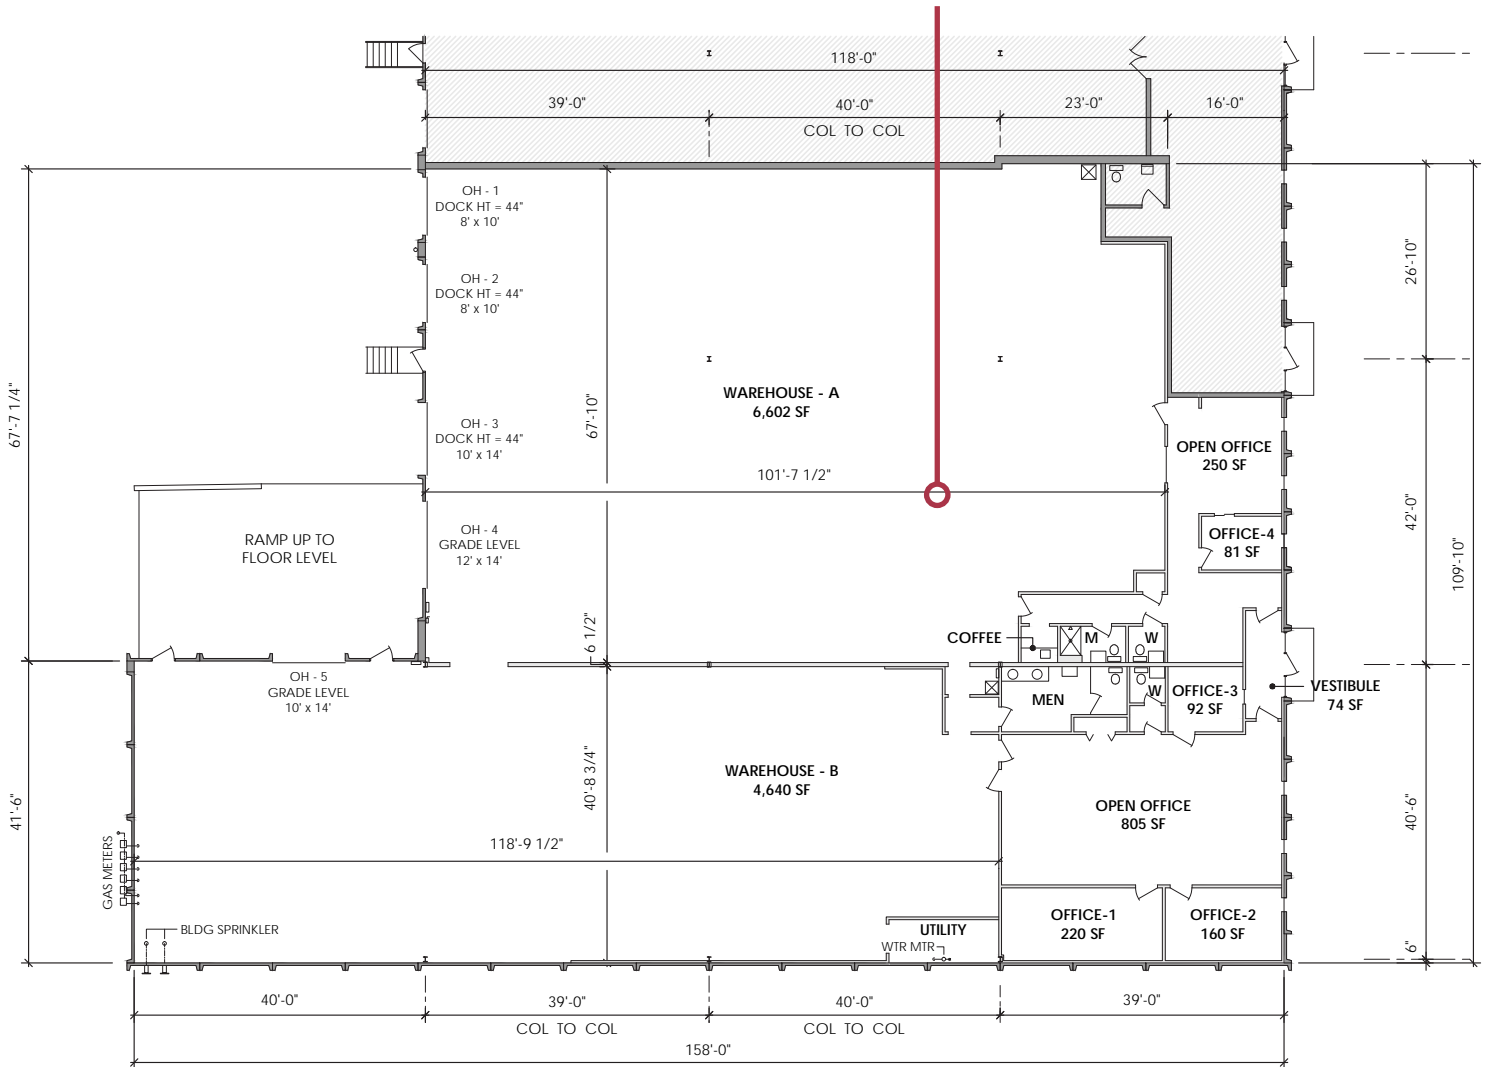 118'-0"
39'-0"
40'-0"
23'-0"
16'-0"
COL TO COL
OH - 1
DOCK HT = 44"
8' x 10'
OH - 2
DOCK HT = 44"
8' x 10'
26'-10"
67'-7 1/4"
67'-10"
WAREHOUSE - A
6,602 SF
OH - 3
DOCK HT = 44"
10' x 14'
OPEN OFFICE
250 SF
101'-7 1/2"
42'-0"
109'-10"
RAMP UP TO
FLOOR LEVEL
OH - 4
GRADE LEVEL
12' x 14'
OFFICE-4
81 SF
6 1/2"
COFFEE
M
W
OH - 5
GRADE LEVEL
10' x 14'
MEN
W
OFFICE-3
92 SF
VESTIBULE
74 SF
41'-6"
40'-8 3/4"
WAREHOUSE - B
4,640 SF
OPEN OFFICE
805 SF
40'-6"
118'-9 1/2"
GAS METERS
BLDG SPRINKLER
UTILITY
WTR MTR
OFFICE-1
220 SF
OFFICE-2
160 SF
6"
40'-0"
39'-0"
40'-0"
39'-0"
COL TO COL
COL TO COL
158'-0"